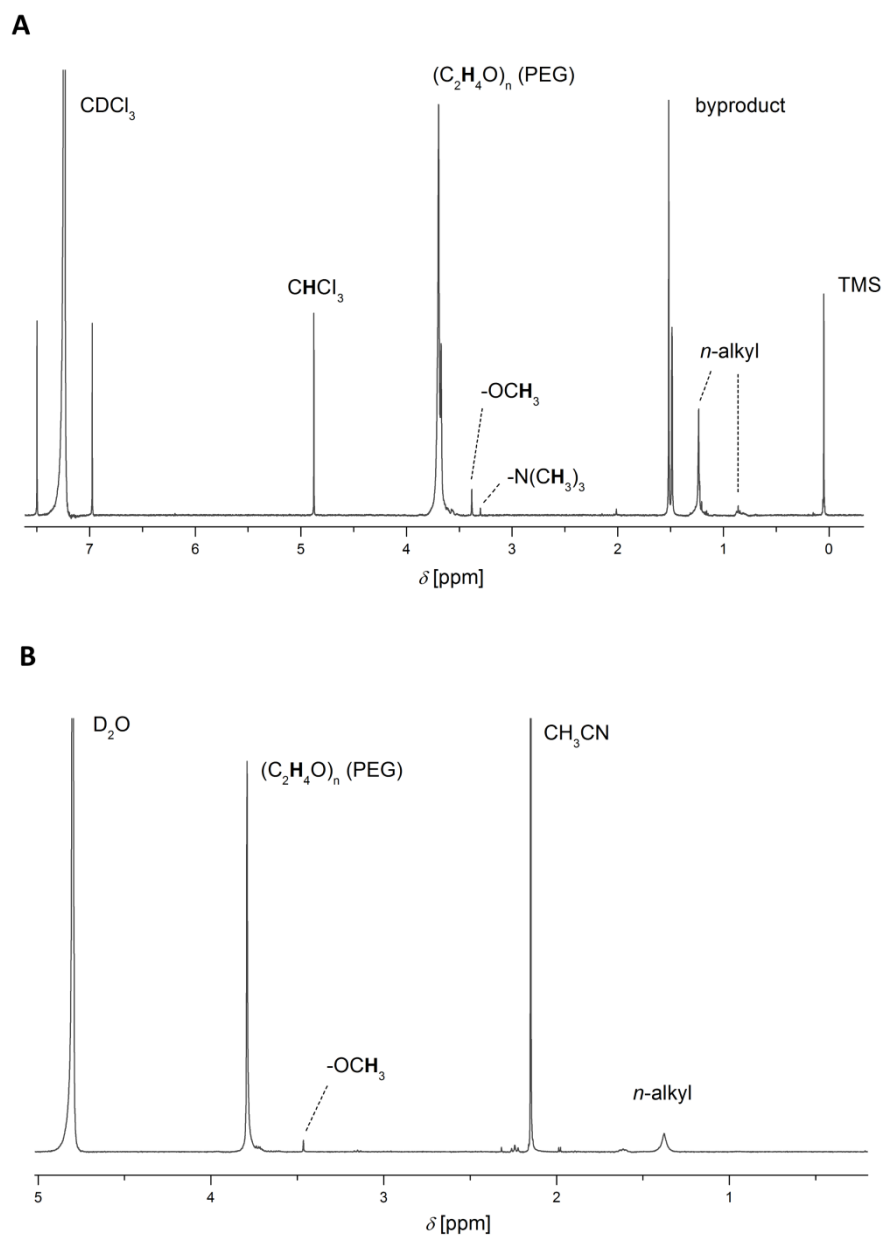 A
(C₂H₄O)ₙ (PEG)
CDCl₃
byproduct
CHCl₃
TMS
n-alkyl
-OCH₃
-N(CH₃)₃
7 6 5 4 3 2 1 0
δ [ppm]
B
D₂O
CH₃CN
(C₂H₄O)ₙ (PEG)
-OCH₃
n-alkyl
5 4 3 2 1
δ [ppm]